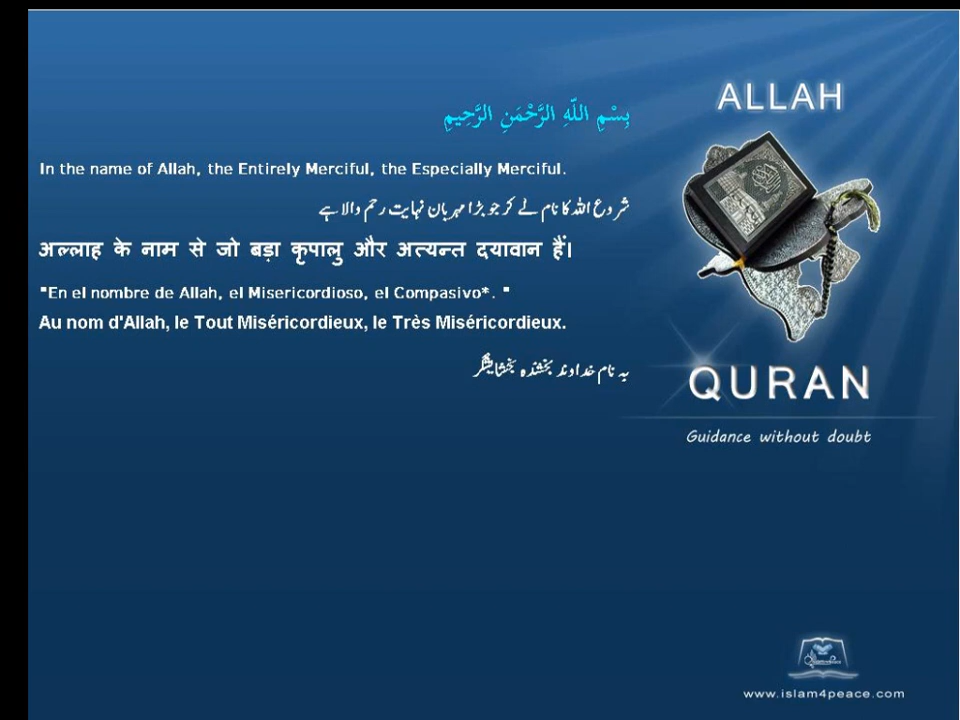 بِسْمِ اللّهِ الرَّحْمَنِ الرَّحِيمِ
In the name of Allah, the Entirely Merciful, the Especially Merciful.
شروع اللہ کا نام لے کر جو بڑا مہربان نہایت رحم والا ہے
अल्लाह के नाम से जो बड़ा कृपालु और अत्यन्त दयावान हैं।
"En el nombre de Allah, el Misericordioso, el Compasivo*. "
Au nom d'Allah, le Tout Miséricordieux, le Très Miséricordieux.
به نام خداوند بخشنده بخشایشگر
ALLAH
QURAN
Guidance without doubt
www.islam4peace.com